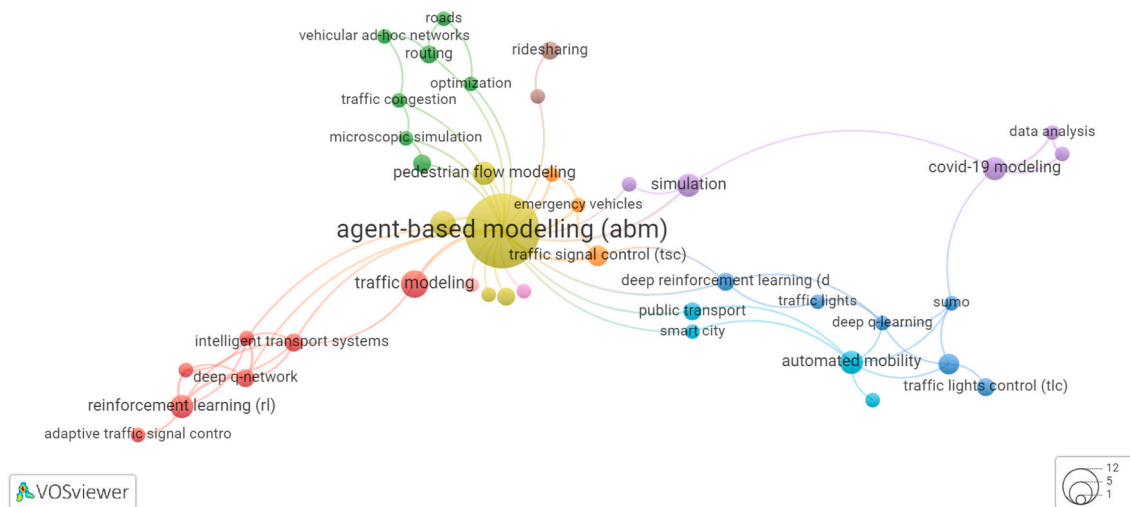 roads
vehicular ad-hoc networks
ridesharing
routing
optimization
traffic congestion
data analysis
microscopic simulation
covid-19 modeling
pedestrian flow modeling
simulation
emergency vehicles
agent-based modelling (abm)
traffic signal control (tsc)
traffic modeling
deep reinforcement learning (d
traffic lights
sumo
public transport
deep q-learning
smart city
intelligent transport systems
automated mobility
deep q-network
traffic lights control (tlc)
reinforcement learning (rl)
adaptive traffic signal contro
VOSviewer
12
5
1